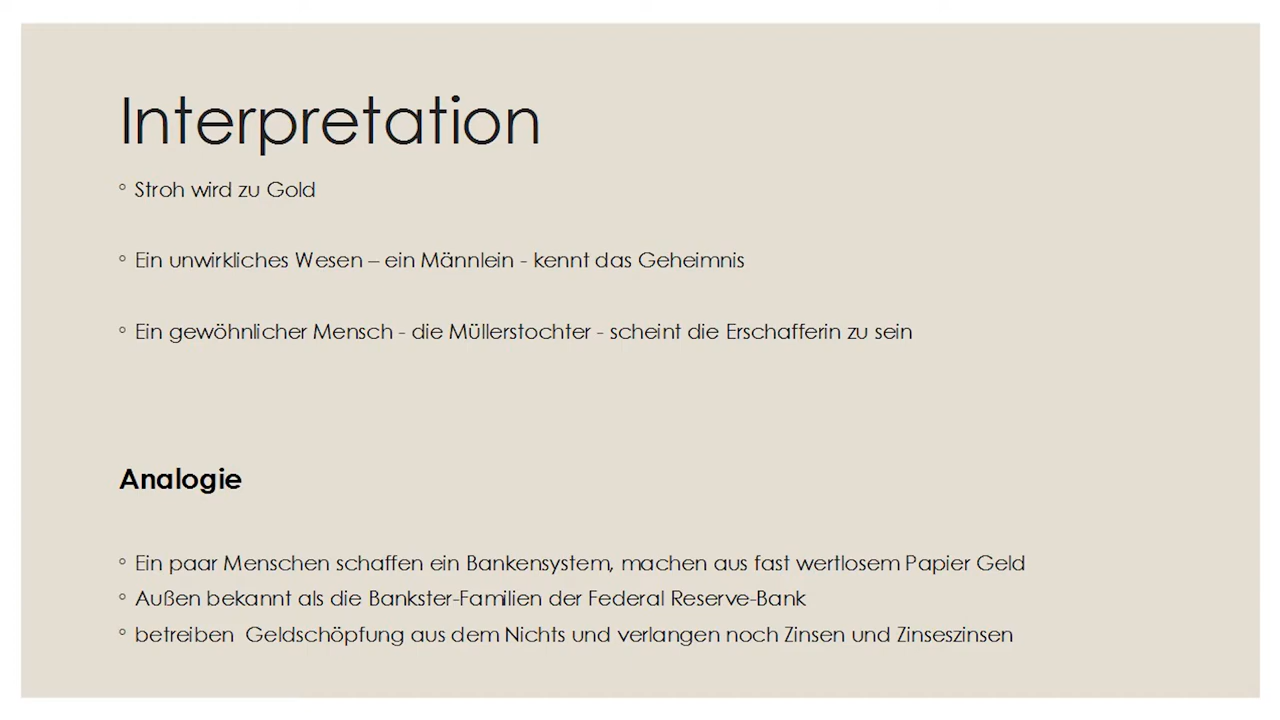 Interpretation
◦ Stroh wird zu Gold
◦ Ein unwirkliches Wesen – ein Männlein - kennt das Geheimnis
◦ Ein gewöhnlicher Mensch - die Müllerstochter - scheint die Erschafferin zu sein
Analogie
◦ Ein paar Menschen schaffen ein Bankensystem, machen aus fast wertlosem Papier Geld
◦ Außen bekannt als die Bankster-Familien der Federal Reserve-Bank
◦ betreiben  Geldschöpfung aus dem Nichts und verlangen noch Zinsen und Zinseszinsen